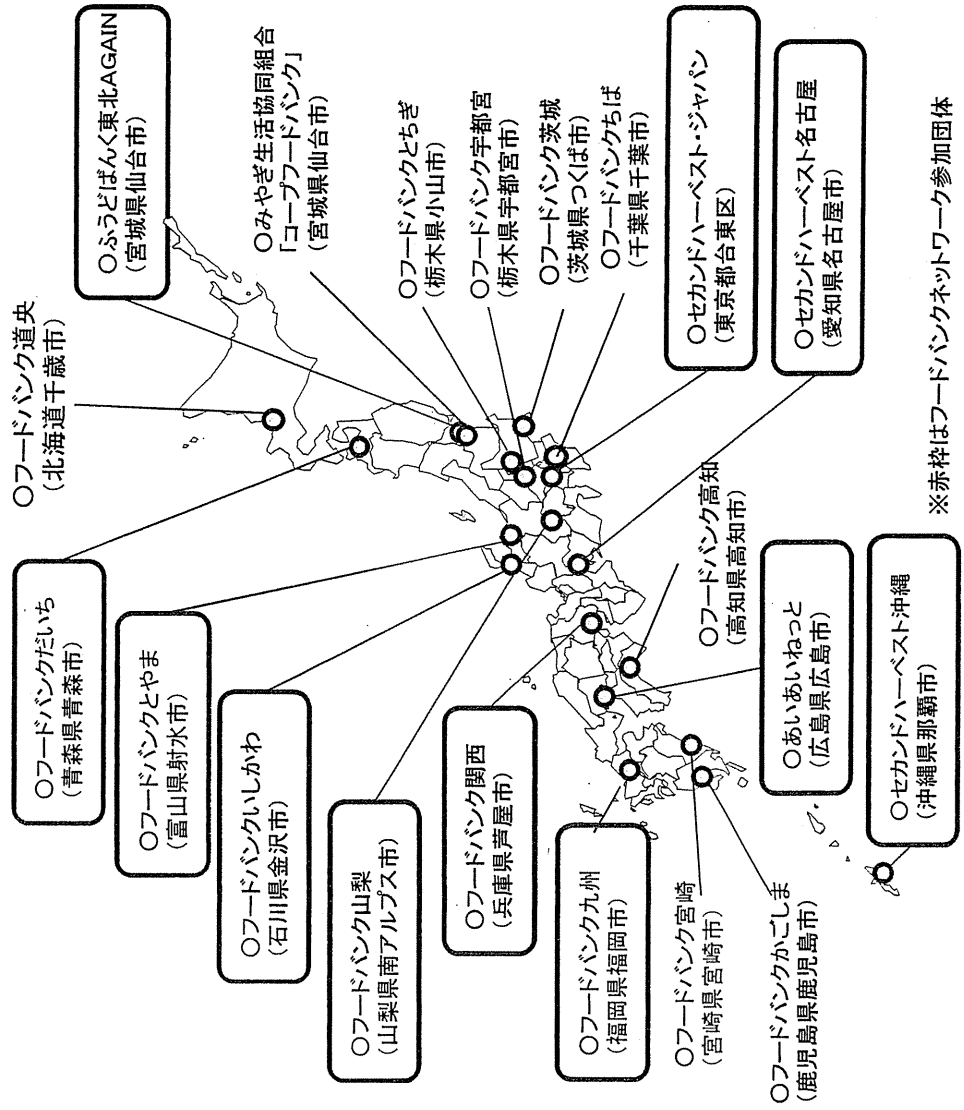 ○フードバンクだいち
(青森県青森市)
○フードバンクとやま
(富山県射水市)
○フードバンクいしかわ
(石川県金沢市)
○フードバンク山梨
(山梨県南アルプス市)
○フードバンク関西
(兵庫県芦屋市)
○フードバンク九州
(福岡県福岡市)
○フードバンク宮崎
(宮崎県宮崎市)
○フードバンクかごしま
(鹿児島県鹿児島市)
○フードバンク道央
(北海道千歳市)
○ふうどばんく東北AGAIN
(宮城県仙台市)
○みやぎ生活協同組合
「コープフードバンク」
(宮城県仙台市)
○フードバンクとちぎ
(栃木県小山市)
○フードバンク宇都宮
(栃木県宇都宮市)
○フードバンク茨城
(茨城県つくば市)
○フードバンクちば
(千葉県千葉市)
○セカンドハーベスト・ジャパン
(東京都台東区)
○セカンドハーベスト名古屋
(愛知県名古屋市)
○フードバンク高知
(高知県高知市)
○あいあいねっと
(広島県広島市)
○セカンドハーベスト沖縄
(沖縄県那覇市)
※赤枠はフードバンクネットワーク参加団体